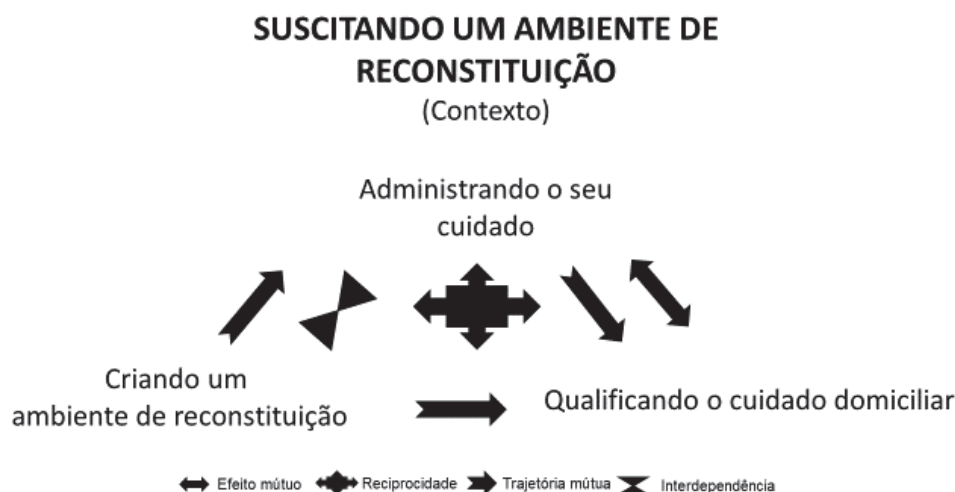 SUSCITANDO UM AMBIENTE DE
RECONSTITUIÇÃO
(Contexto)
Administrando o seu
cuidado
Criando um
ambiente de reconstituição
Qualificando o cuidado domiciliar
Efeito mútuo Reciprocidade Trajetória mútua Interdependência